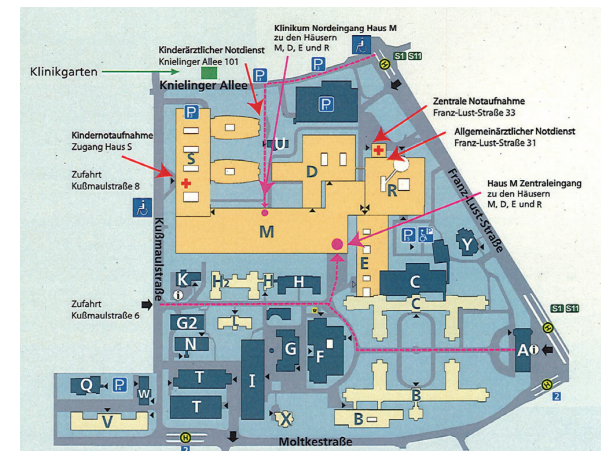 Klinikum Nordeingang Haus M
zu den Häusern
M, D, E und R
Kinderärztlicher Notdienst
Knielinger Allee 101
Klinikgarten
Knielinger Allee
P
P
P
P
S1 S11
H
Zentrale Notaufnahme
Franz-Lust-Straße 33
Allgemeinärztlicher Notdienst
Franz-Lust-Straße 31
Kindernotaufnahme
Zugang Haus S
Zufahrt
Kußmaulstraße 8
S
D
R
Haus M Zentraleingang
zu den Häusern
M, D, E und R
Franz-Lust-Straße
Kußmaulstraße
M
E
P
Y
K
i
H2
H
H
C
C
Zufahrt
Kußmaulstraße 6
S1 S11
H
G2
L
N
G
F
I
A i
T
T
Q
P
W
V
X
B
B
H
2
H
2
Moltkestraße